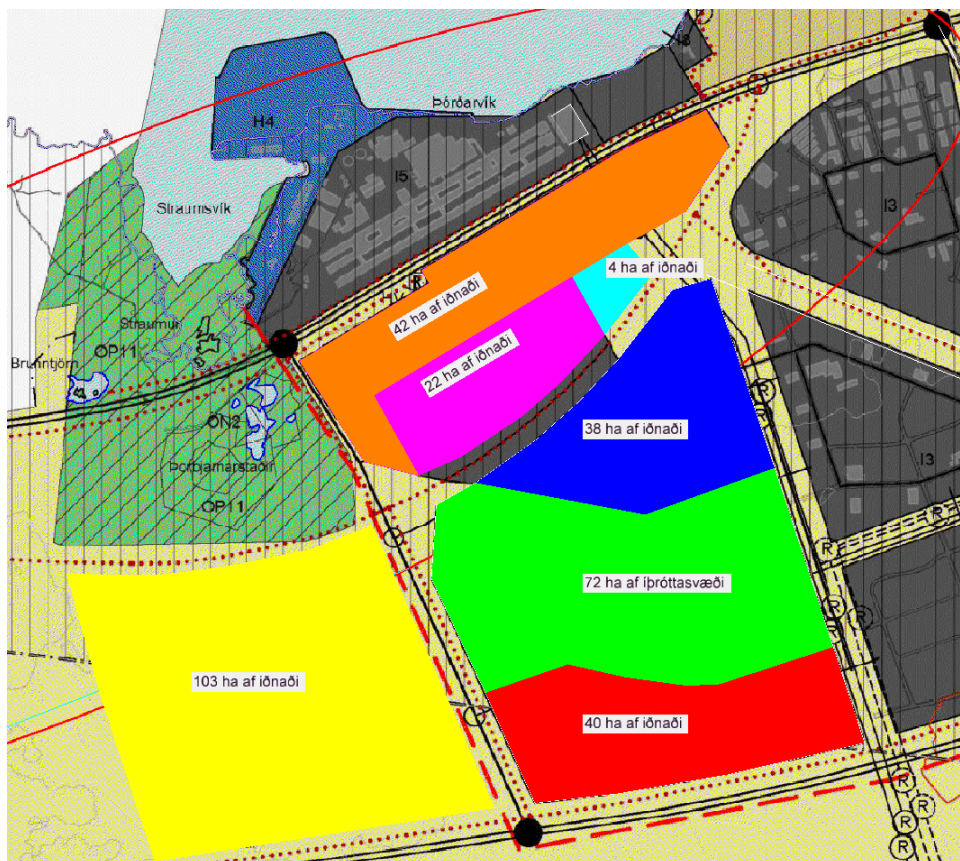 Þórðarvík
H4
I5
Straumsvík
I3
R
4 ha af iðnaði
42 ha af iðnaði
Straumur
22 ha af iðnaði
ÓP11
Brunntjörn
R
R
ÓN2
38 ha af iðnaði
I3
Þorbjarnarstaðir
ÓP11
R
R
72 ha af íþróttasvæði
R
R
R
103 ha af iðnaði
40 ha af iðnaði
R
R
R
R